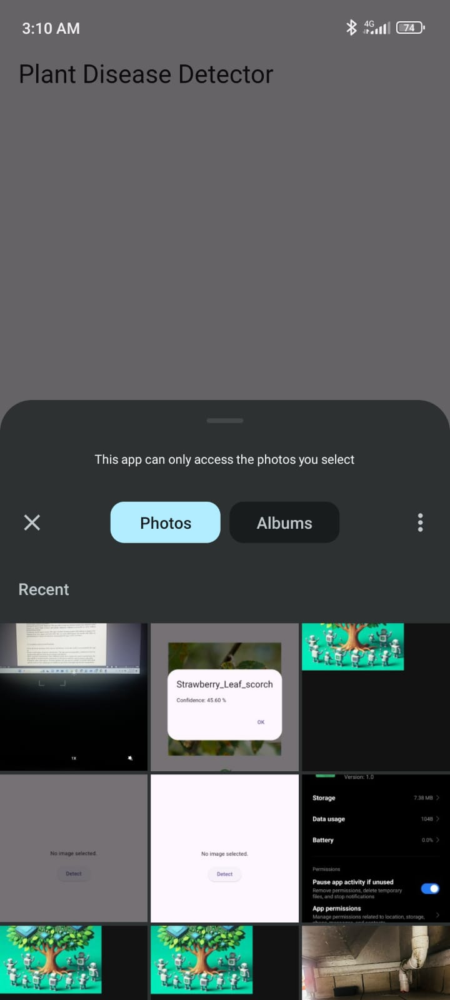 3:10 AM
4G
74
Plant Disease Detector
This app can only access the photos you select
Photos
Albums
Recent
1X
Strawberry_Leaf_scorch
Confidence: 45.60 %
OK
No image selected.
Detect
No image selected.
Detect
Version: 1.0
Storage
7.38 MB
Data usage
104B
Battery
0.0%
Permissions
Pause app activity if unused
Remove permissions, delete temporary
files, and stop notifications
App permissions
Manage permissions related to location, storage,